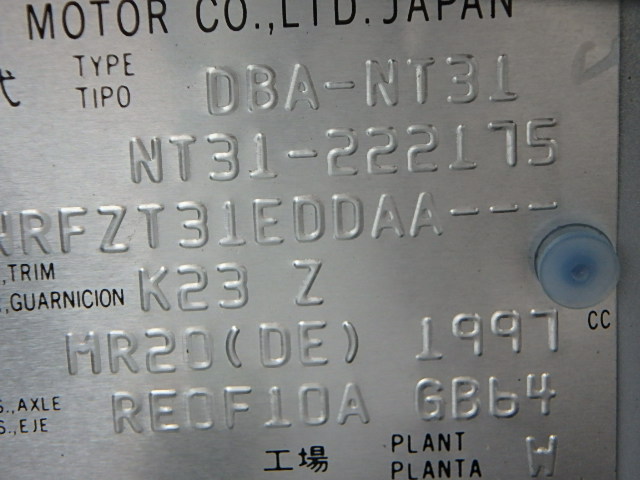 MOTOR CO.,LTD.JAPAN
式 TYPE TIPO DBA-NT31
NT31-222175
NRFZT31EDDAA---
,TRIM
,GUARNICION K23 Z
MR20(DE) 1997 CC
S.,AXLE
S.,EJE RE0F10A GB64
工場 PLANT PLANTA W